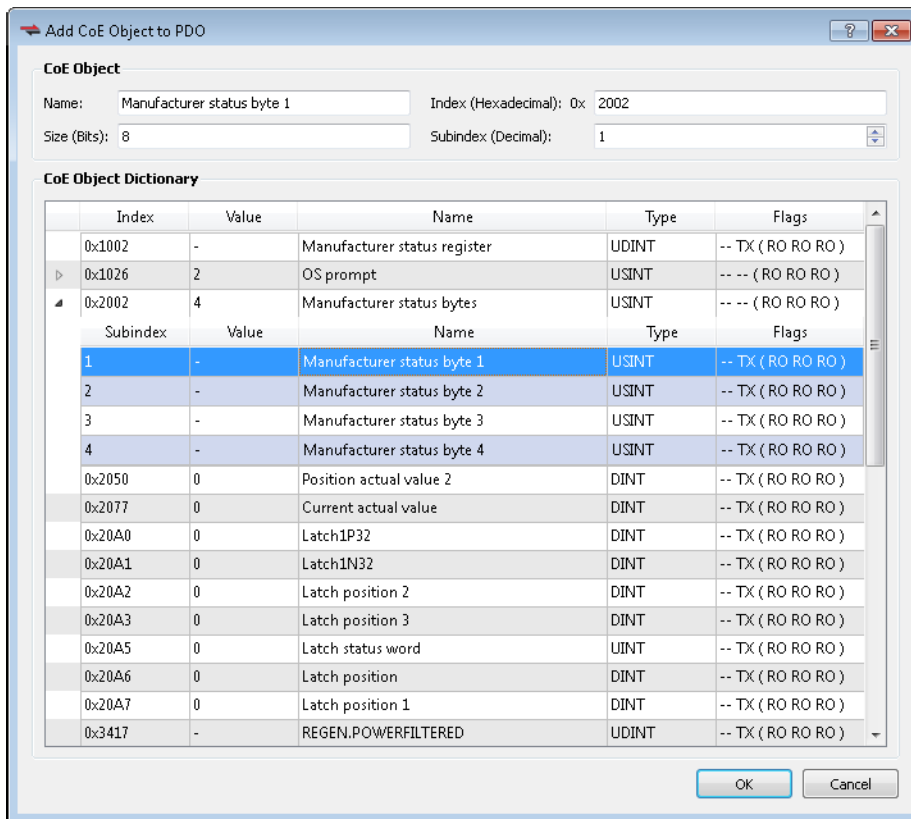 Add CoE Object to PDO
CoE Object
Name: Manufacturer status byte 1 Index (Hexadecimal): 0x 2002
Size (Bits): 8 Subindex (Decimal): 1
CoE Object Dictionary
Index Value Name Type Flags
0x1002 - Manufacturer status register UDINT -- TX ( RO RO RO )
0x1026 2 OS prompt USINT -- -- ( RO RO RO )
0x2002 4 Manufacturer status bytes USINT -- -- ( RO RO RO )
Subindex Value Name Type Flags
1 - Manufacturer status byte 1 USINT -- TX ( RO RO RO )
2 - Manufacturer status byte 2 USINT -- TX ( RO RO RO )
3 - Manufacturer status byte 3 USINT -- TX ( RO RO RO )
4 - Manufacturer status byte 4 USINT -- TX ( RO RO RO )
0x2050 0 Position actual value 2 DINT -- TX ( RO RO RO )
0x2077 0 Current actual value DINT -- TX ( RO RO RO )
0x20A0 0 Latch1P32 DINT -- TX ( RO RO RO )
0x20A1 0 Latch1N32 DINT -- TX ( RO RO RO )
0x20A2 0 Latch position 2 DINT -- TX ( RO RO RO )
0x20A3 0 Latch position 3 DINT -- TX ( RO RO RO )
0x20A5 0 Latch status word UINT -- TX ( RO RO RO )
0x20A6 0 Latch position DINT -- TX ( RO RO RO )
0x20A7 0 Latch position 1 DINT -- TX ( RO RO RO )
0x3417 - REGEN.POWERFILTERED UDINT -- TX ( RO RO RO )
OK Cancel